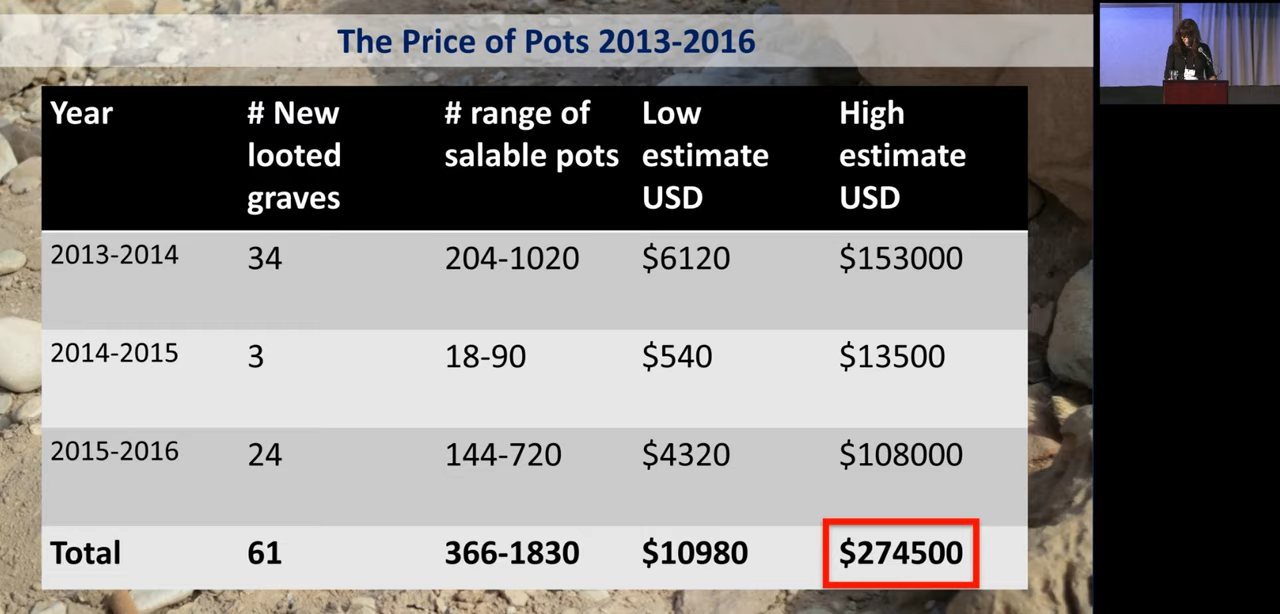 The Price of Pots 2013-2016
Year # New looted graves # range of salable pots Low estimate USD High estimate USD
2013-2014 34 204-1020 $6120 $153000
2014-2015 3 18-90 $540 $13500
2015-2016 24 144-720 $4320 $108000
Total 61 366-1830 $10980 $274500